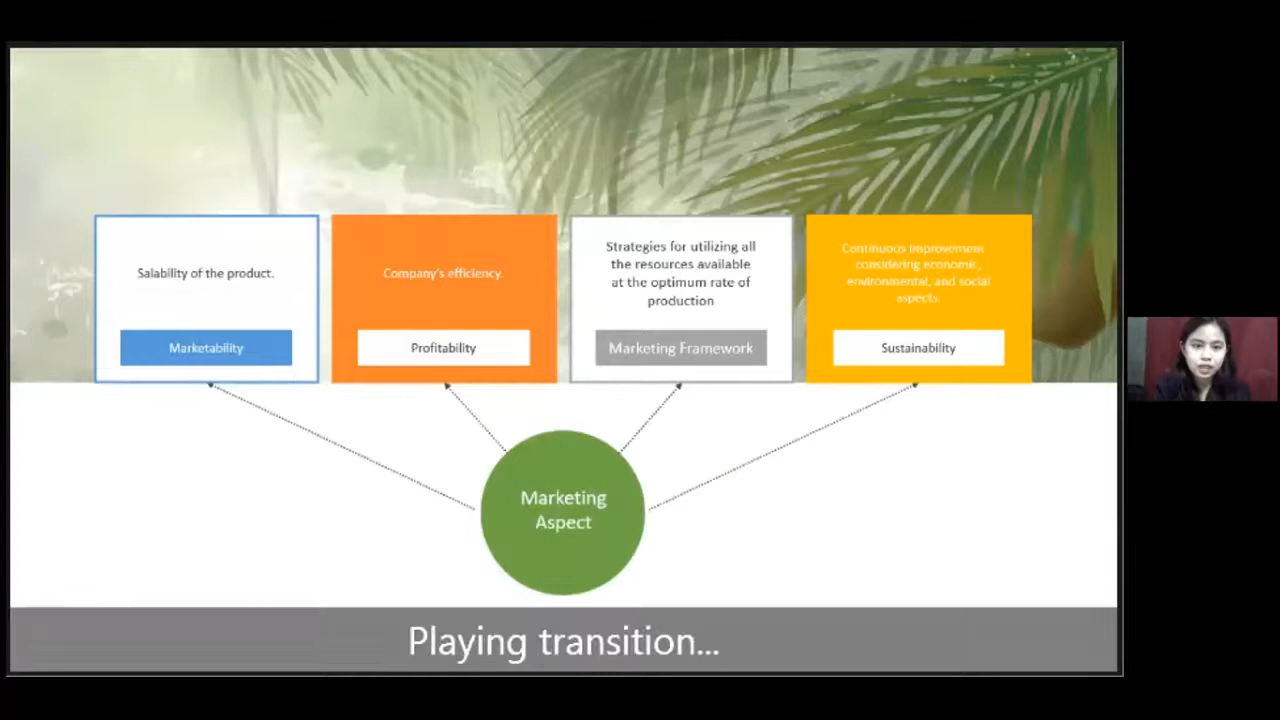 Salability of the product.
Marketability
Company's efficiency.
Profitability
Strategies for utilizing all
the resources available
at the optimum rate of
production
Marketing Framework
Continuous improvement
considering economic,
environmental, and social
aspects.
Sustainability
Marketing
Aspect
Playing transition...